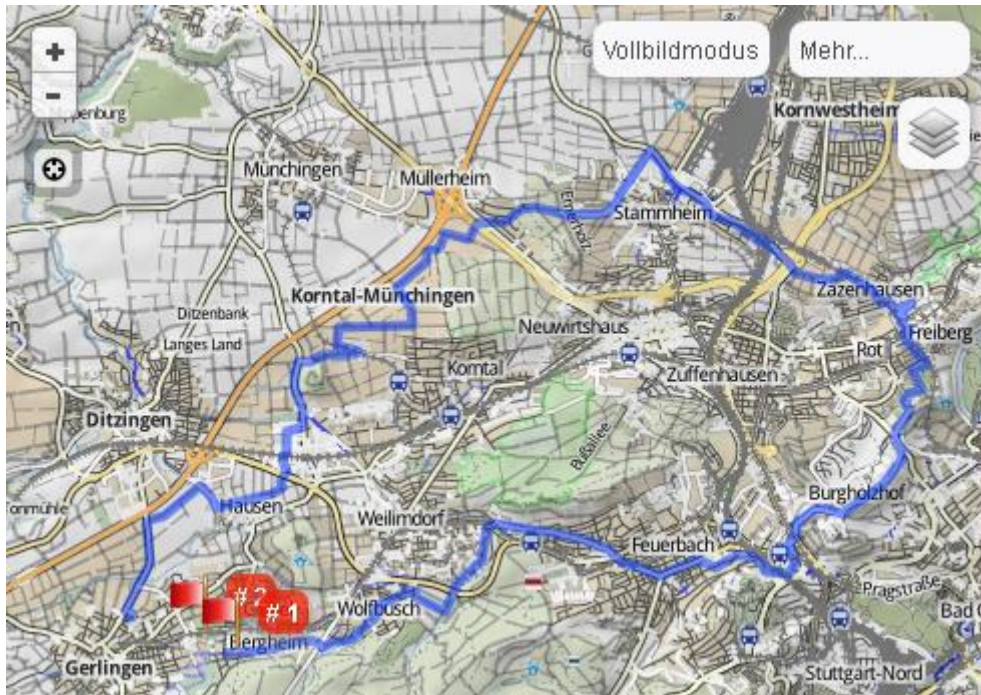 +
Vollbildmodus
Mehr...
-
Kornwestheim
Münchingen
Müllerheim
Stammheim
Korntal-Münchingen
Zazenhausen
Ditzenbank
Neuwirtshaus
Freiberg
Langes Land
Rot
Korntal
Zuffenhausen
Ditzingen
Hausen
Burgholzhof
Weilimdorf
Feuerbach
Pragstraße
# 2
# 1
Wolfbusch
Bad
Bergheim
Gerlingen
Stuttgart-Nord